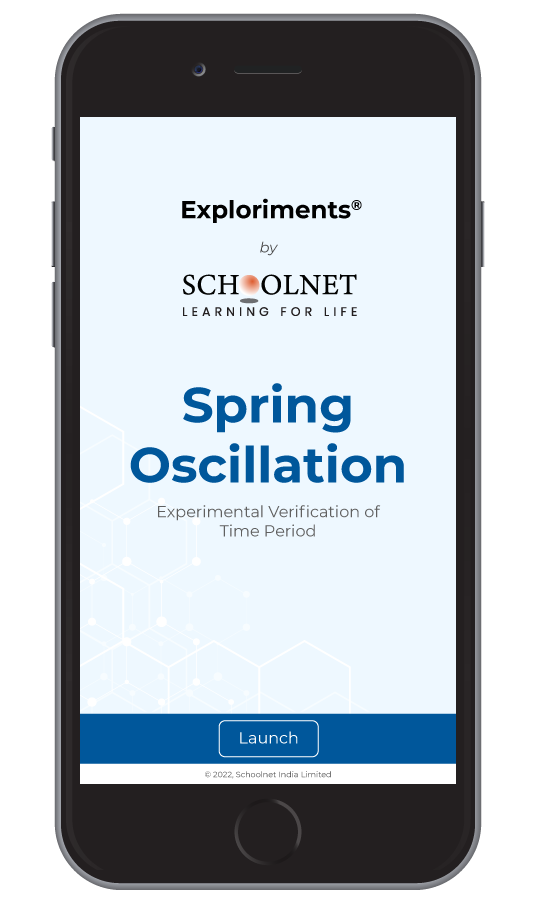 Exploriments®
by
SCHOOLNET
LEARNING FOR LIFE
Spring
Oscillation
Experimental Verification of
Time Period
Launch
© 2022, Schoolnet India Limited